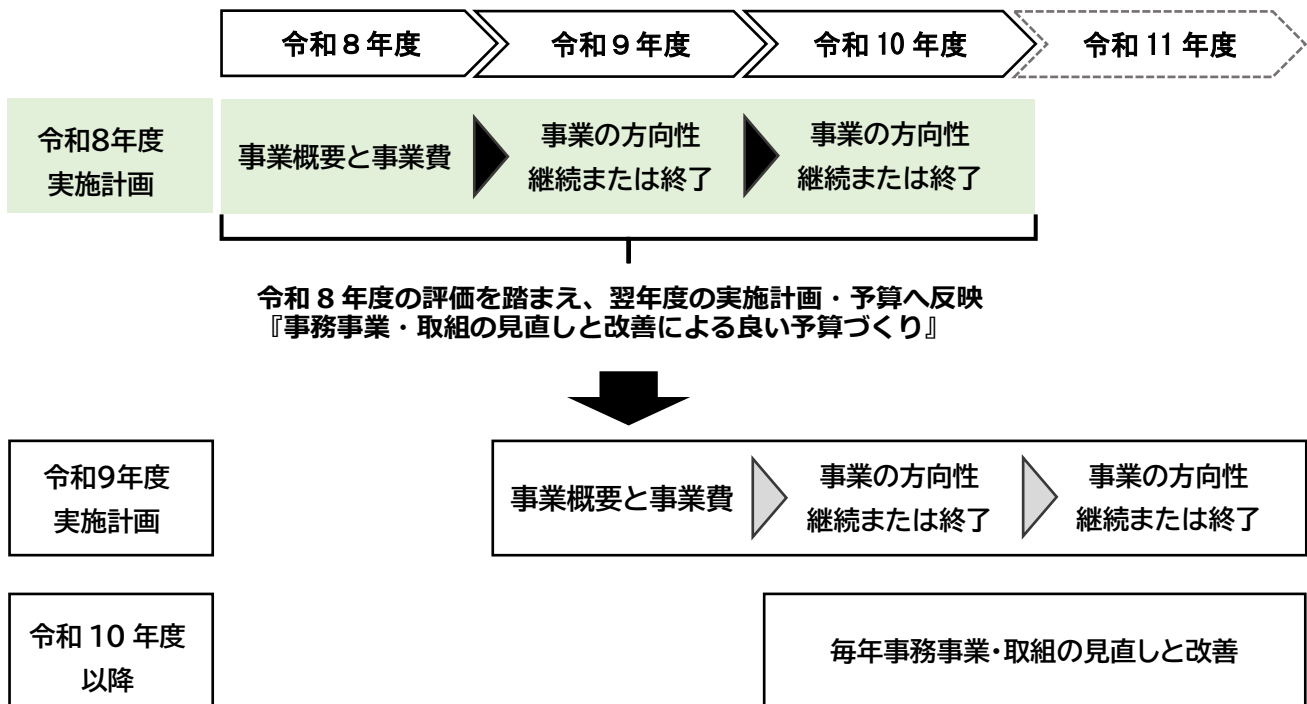 令和8年度
令和9年度
令和10年度
令和11年度
令和8年度
実施計画
事業概要と事業費
事業の方向性
継続または終了
事業の方向性
継続または終了
令和8年度の評価を踏まえ、翌年度の実施計画・予算へ反映
『事務事業・取組の見直しと改善による良い予算づくり』
令和9年度
実施計画
事業概要と事業費
事業の方向性
継続または終了
事業の方向性
継続または終了
令和10年度
以降
毎年事務事業・取組の見直しと改善